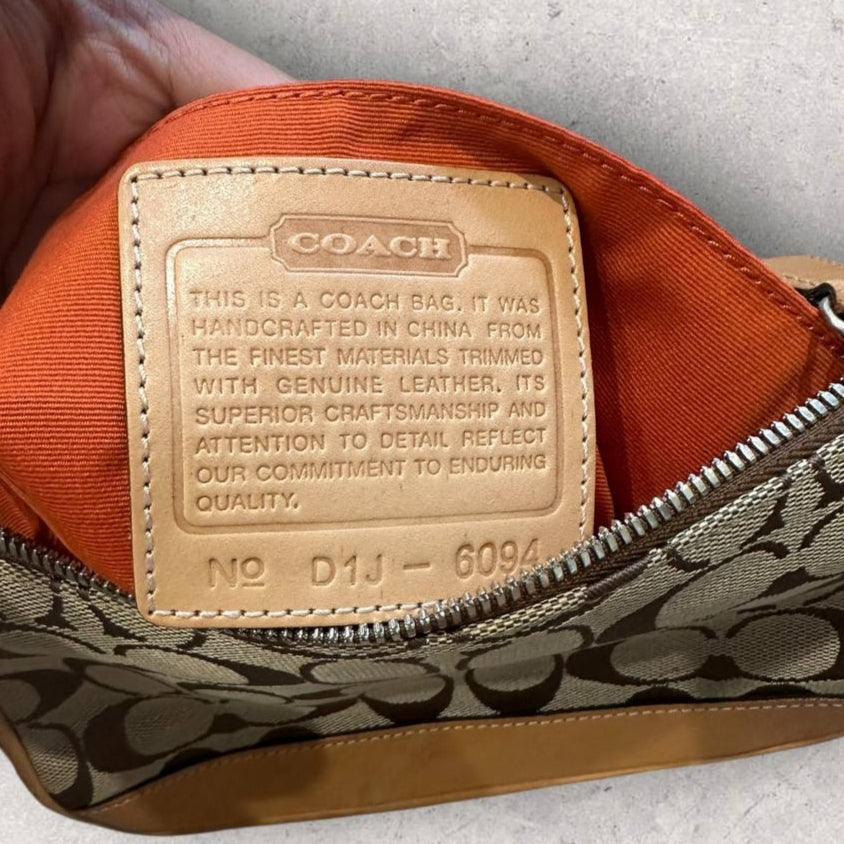 COACH
THIS IS A COACH BAG. IT WAS
HANDCRAFTED IN CHINA FROM
THE FINEST MATERIALS TRIMMED
WITH GENUINE LEATHER. ITS
SUPERIOR CRAFTSMANSHIP AND
ATTENTION TO DETAIL REFLECT
OUR COMMITMENT TO ENDURING
QUALITY.
Nº D1J - 6094